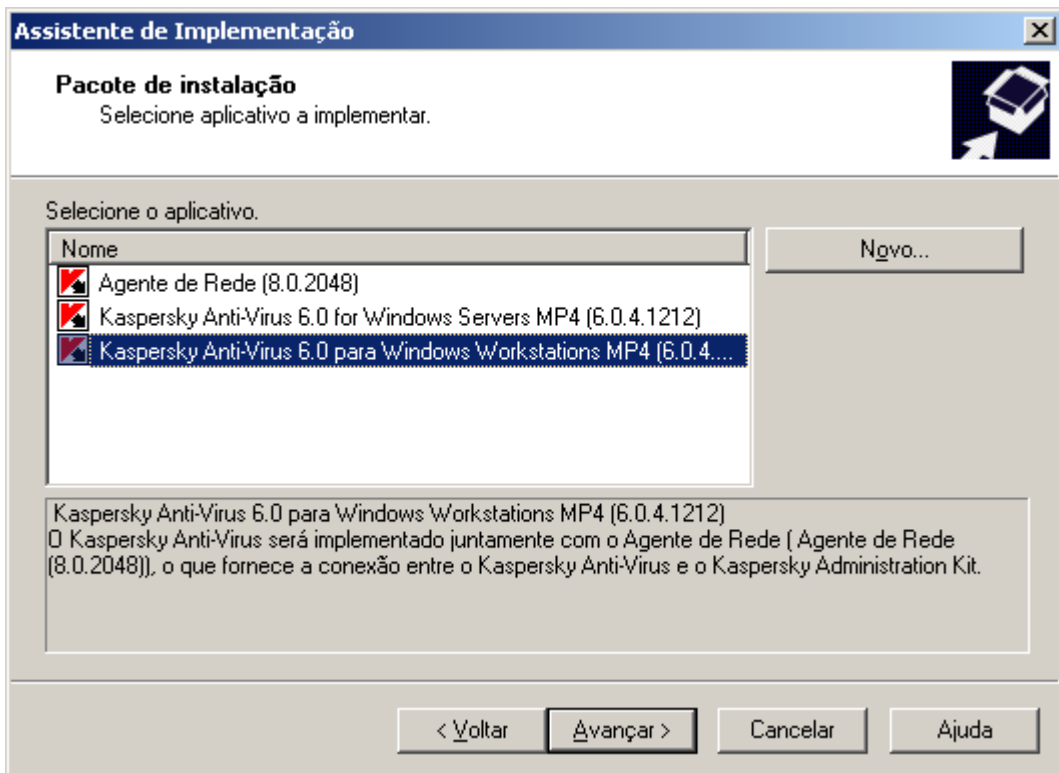 Assistente de Implementação
Pacote de instalação
Selecione aplicativo a implementar.
Selecione o aplicativo.
Nome
Novo...
Agente de Rede (8.0.2048)
Kaspersky Anti-Virus 6.0 for Windows Servers MP4 (6.0.4.1212)
Kaspersky Anti-Virus 6.0 para Windows Workstations MP4 (6.0.4....
Kaspersky Anti-Virus 6.0 para Windows Workstations MP4 (6.0.4.1212)
O Kaspersky Anti-Virus será implementado juntamente com o Agente de Rede ( Agente de Rede
(8.0.2048)), o que fornece a conexão entre o Kaspersky Anti-Virus e o Kaspersky Administration Kit.
< Voltar
Avançar >
Cancelar
Ajuda